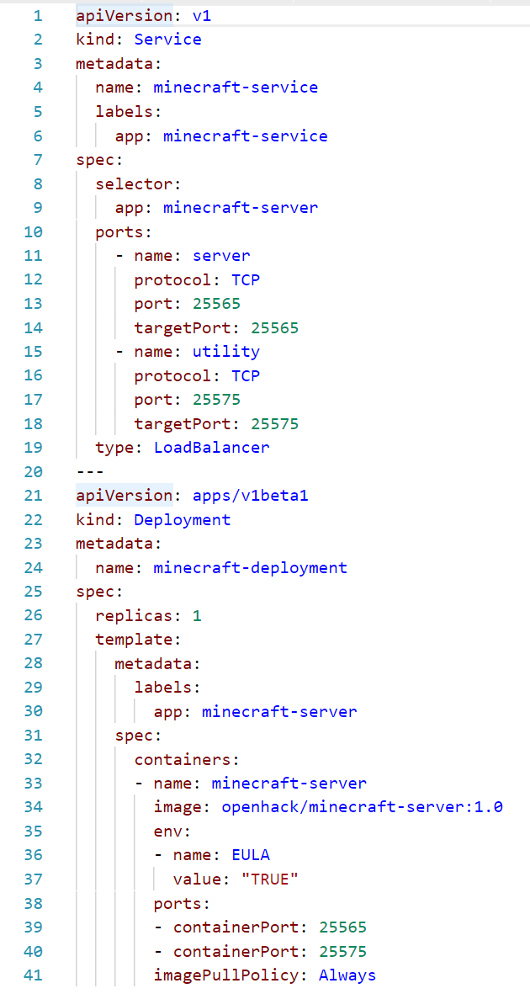 1 apiVersion: v1
2 kind: Service
3 metadata:
4   name: minecraft-service
5   labels:
6     app: minecraft-service
7 spec:
8   selector:
9     app: minecraft-server
10   ports:
11     - name: server
12       protocol: TCP
13       port: 25565
14       targetPort: 25565
15     - name: utility
16       protocol: TCP
17       port: 25575
18       targetPort: 25575
19   type: LoadBalancer
20 ---
21 apiVersion: apps/v1beta1
22 kind: Deployment
23 metadata:
24   name: minecraft-deployment
25 spec:
26   replicas: 1
27   template:
28     metadata:
29       labels:
30         app: minecraft-server
31     spec:
32       containers:
33       - name: minecraft-server
34         image: openhack/minecraft-server:1.0
35         env:
36         - name: EULA
37           value: "TRUE"
38         ports:
39         - containerPort: 25565
40         - containerPort: 25575
41         imagePullPolicy: Always